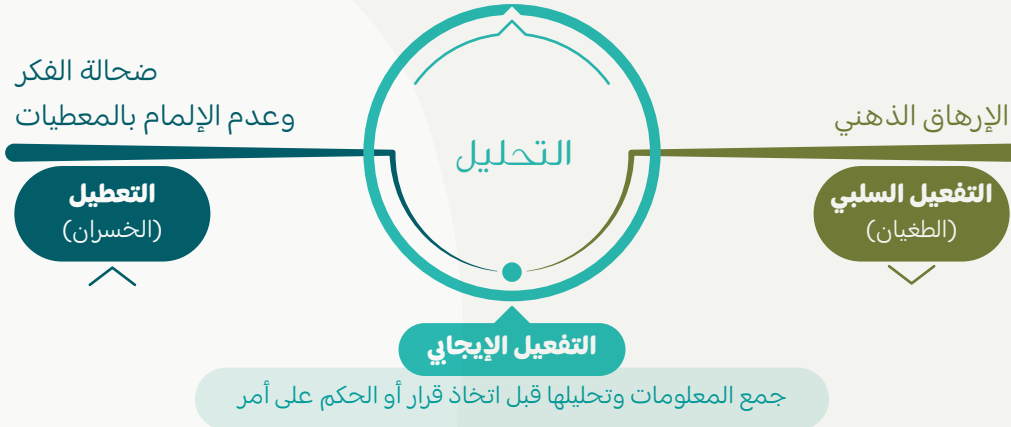 التحليل
الإرهاق الذهني
التفعيل السلبي
(الطغيان)
ضحالة الفكر
وعدم الإلمام بالمعطيات
التعطيل
(الخسران)
التفعيل الإيجابي
جمع المعلومات وتحليلها قبل اتخاذ قرار أو الحكم على أمر